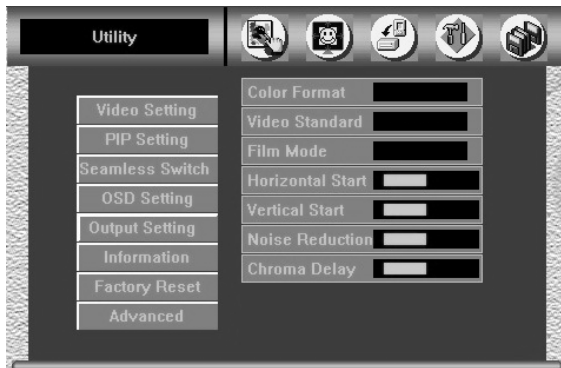 Utility
Video Setting
PIP Setting
Seamless Switch
OSD Setting
Output Setting
Information
Factory Reset
Advanced
Color Format
Video Standard
Film Mode
Horizontal Start
Vertical Start
Noise Reduction
Chroma Delay